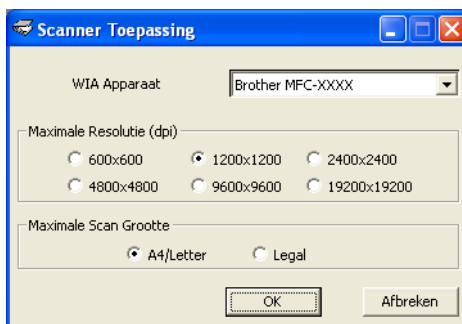 Scanner Toepassing
WIA Apparaat Brother MFC-XXXX
Maximale Resolutie (dpi)
600x600 1200x1200 2400x2400
4800x4800 9600x9600 19200x19200
Maximale Scan Grootte
A4/Letter Legal
OK Afbreken